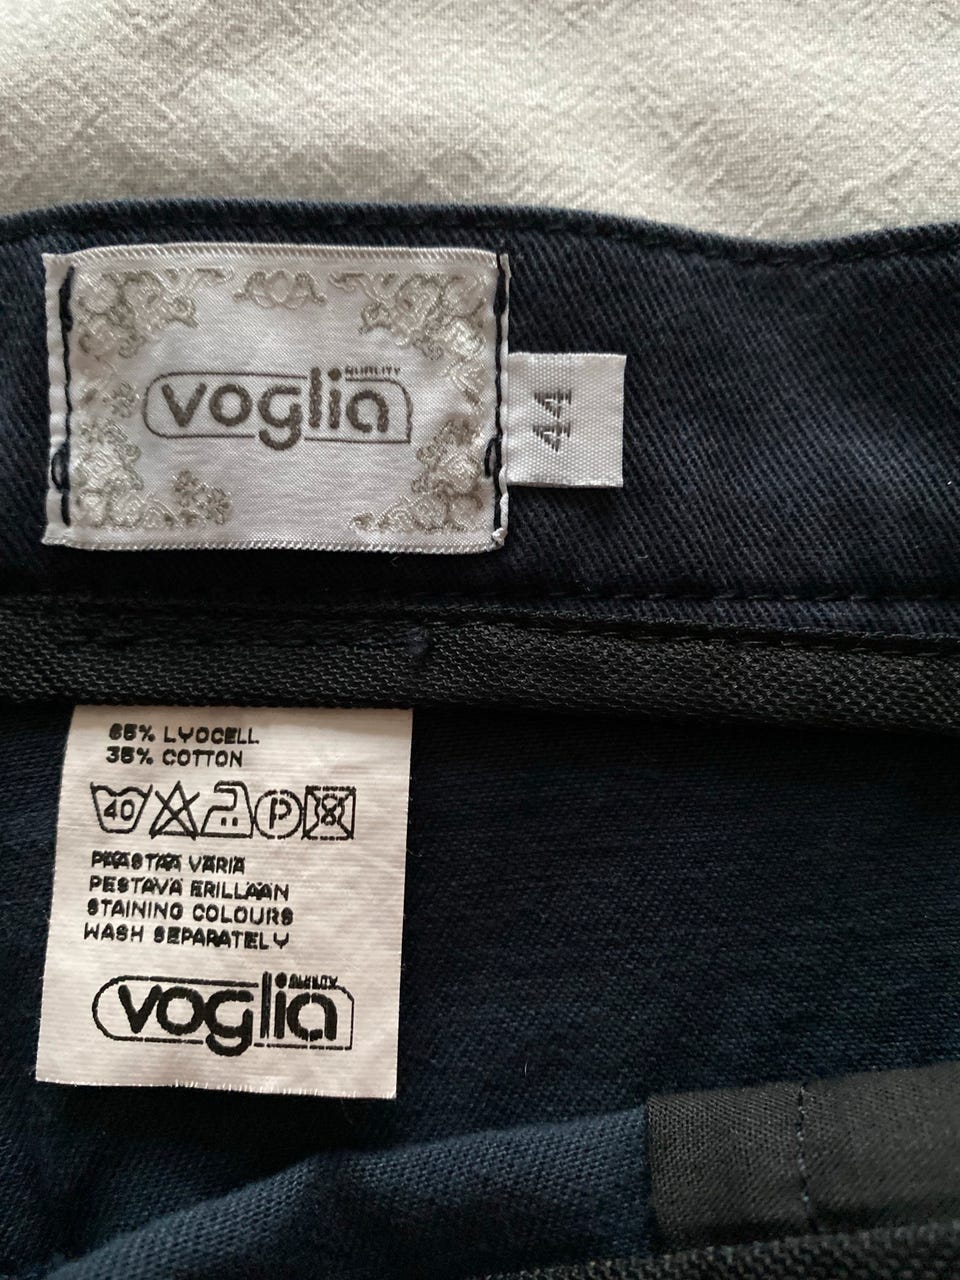 QUALITY
voglia
44
65% LYOCELL
35% COTTON
40 P
PÄÄSTÄÄ VÄRIÄ
PESTÄVÄ ERILLÄÄN
STAINING COLOURS
WASH SEPARATELY
QUALITY
voglia